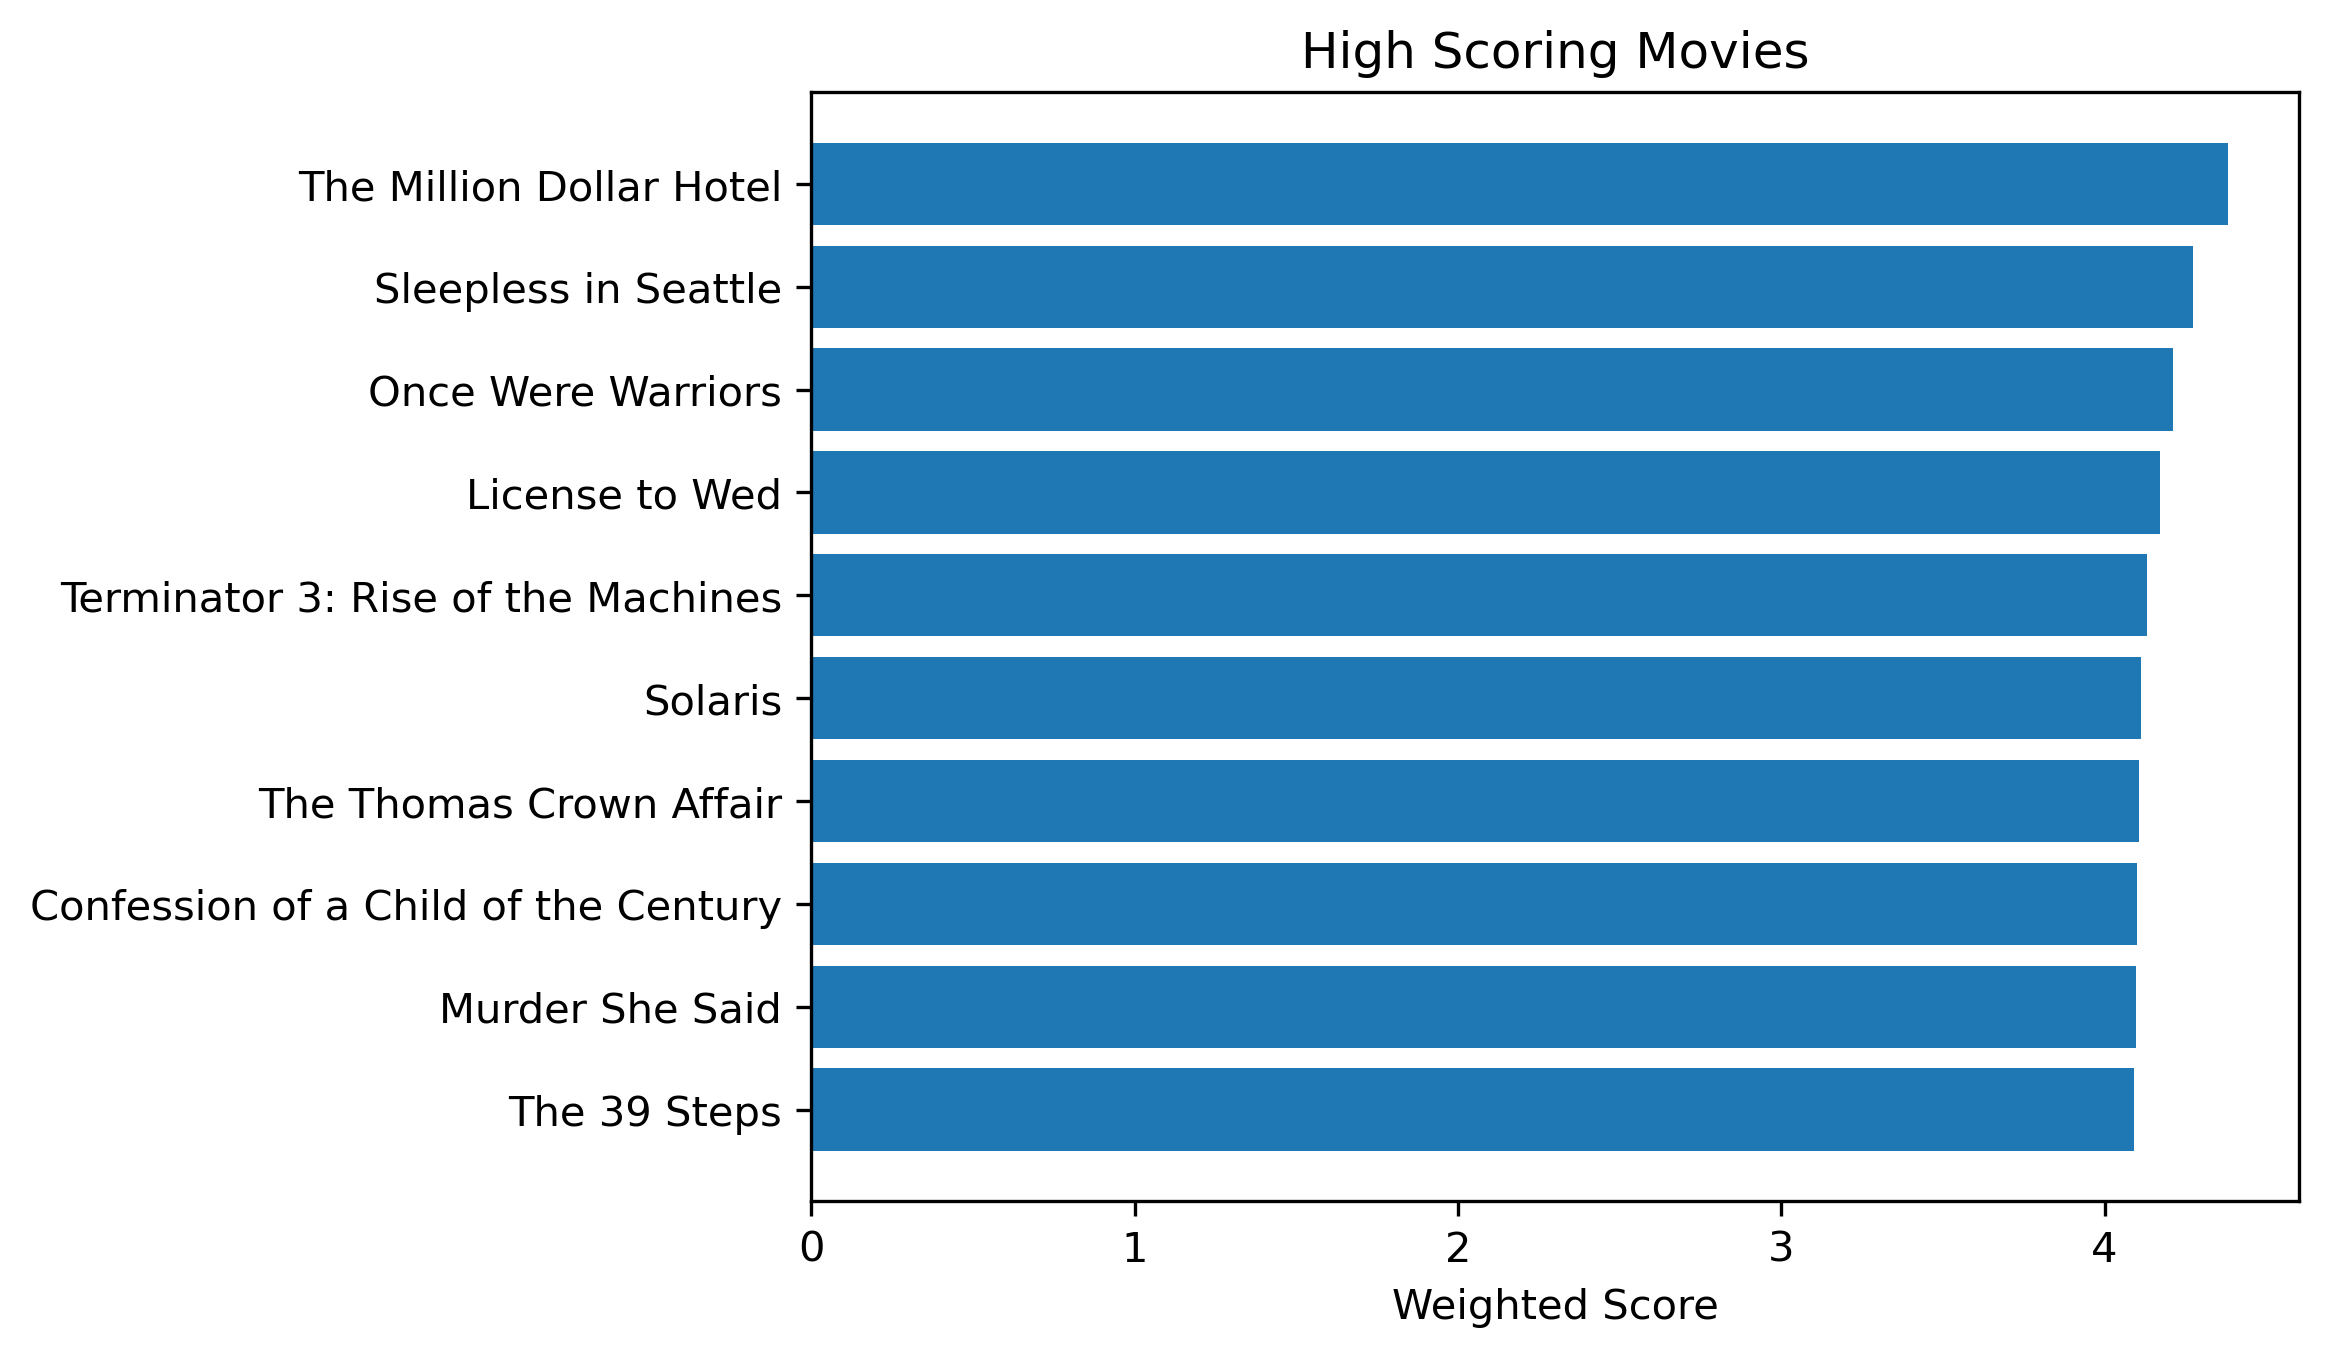 High Scoring Movies
The Million Dollar Hotel
Sleepless in Seattle
Once Were Warriors
License to Wed
Terminator 3: Rise of the Machines
Solaris
The Thomas Crown Affair
Confession of a Child of the Century
Murder She Said
The 39 Steps
0 1 2 3 4
Weighted Score